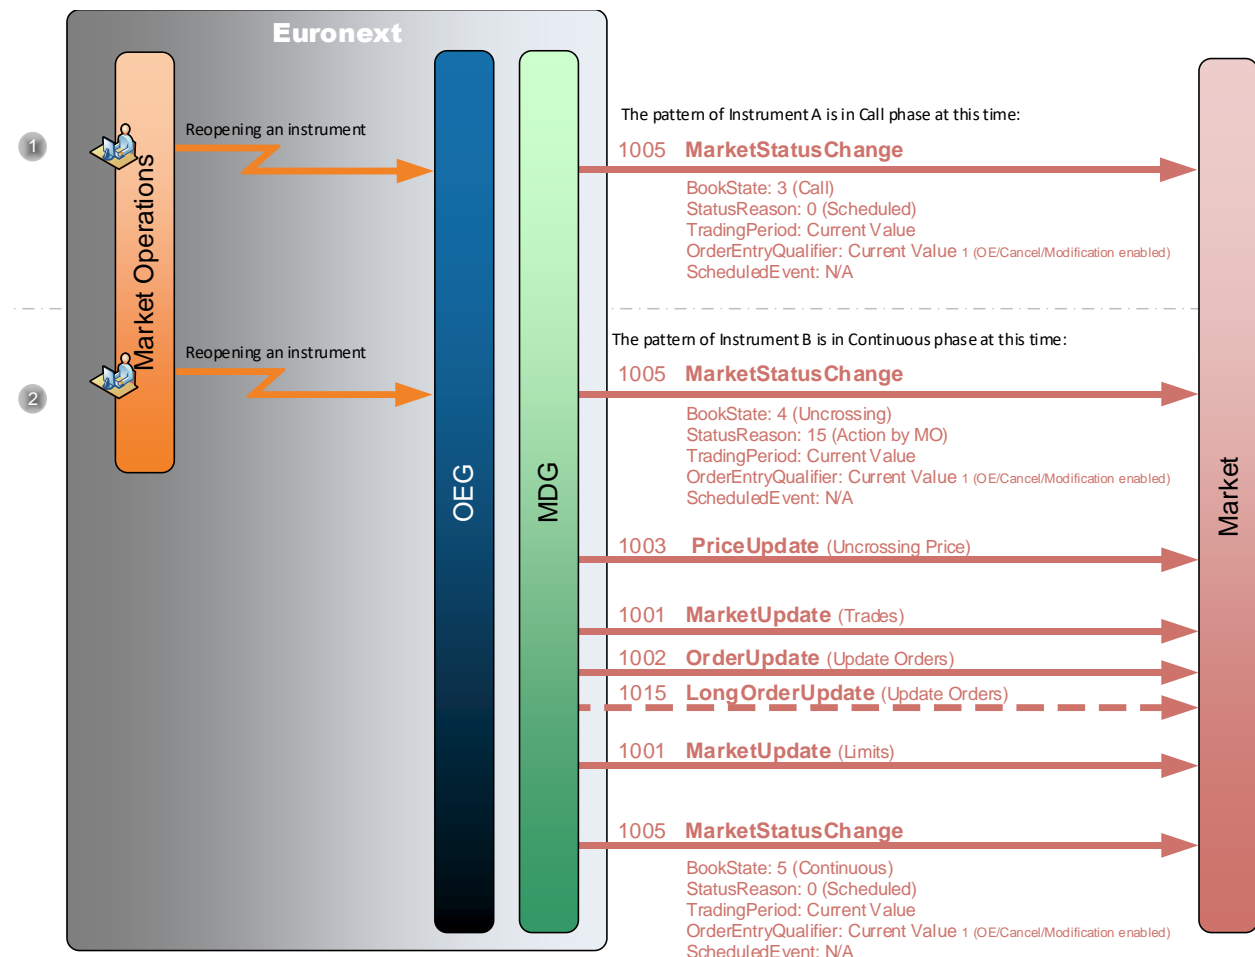 Euronext
The pattern of Instrument A is in Call phase at this time:
1
Reopening an instrument
1005 MarketStatusChange
BookState: 3 (Call)
StatusReason: 0 (Scheduled)
TradingPeriod: Current Value
OrderEntryQualifier: Current Value 1 (OE/Cancel/Modification enabled)
ScheduledEvent: N/A
Market Operations
The pattern of Instrument B is in Continuous phase at this time:
2
Reopening an instrument
1005 MarketStatusChange
BookState: 4 (Uncrossing)
StatusReason: 15 (Action by MO)
TradingPeriod: Current Value
OrderEntryQualifier: Current Value 1 (OE/Cancel/Modification enabled)
ScheduledEvent: N/A
OEG
MDG
Market
1003 PriceUpdate (Uncrossing Price)
1001 MarketUpdate (Trades)
1002 OrderUpdate (Update Orders)
1015 LongOrderUpdate (Update Orders)
1001 MarketUpdate (Limits)
1005 MarketStatusChange
BookState: 5 (Continuous)
StatusReason: 0 (Scheduled)
TradingPeriod: Current Value
OrderEntryQualifier: Current Value 1 (OE/Cancel/Modification enabled)
ScheduledEvent: N/A